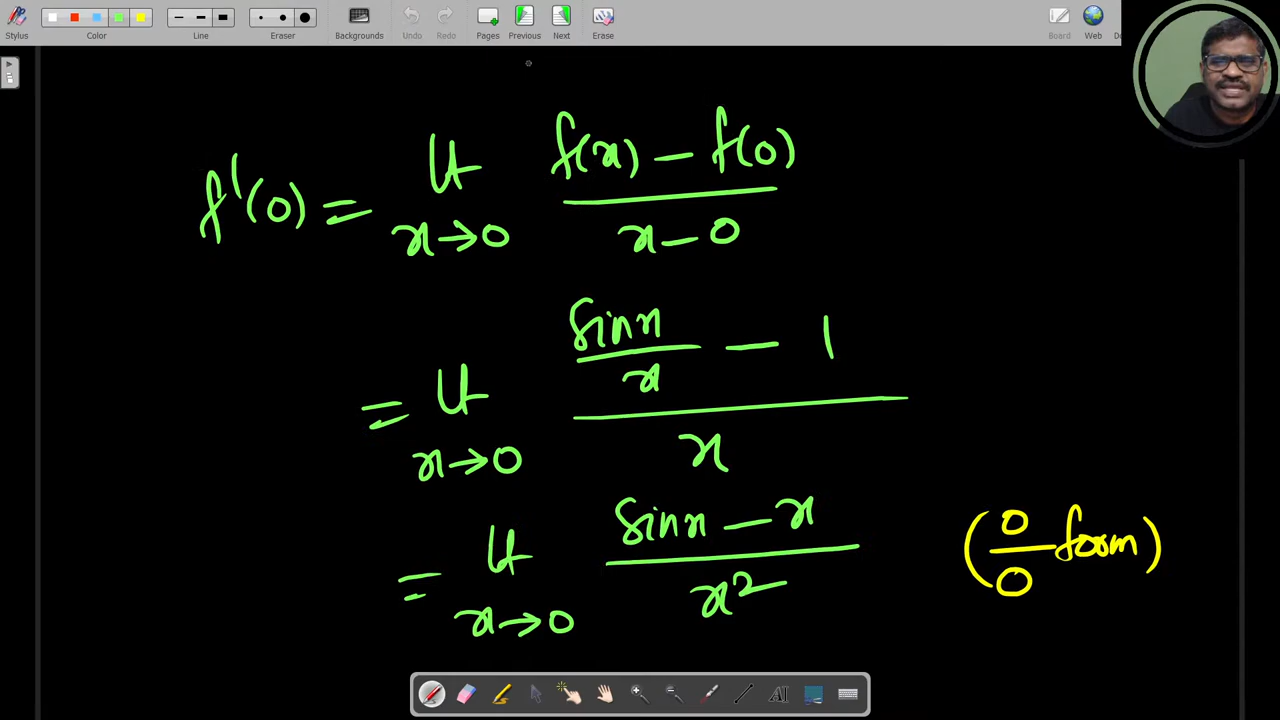 Stylus Color Line Eraser Backgrounds Undo Redo Pages Previous Next Erase Board Web
f'(0) = Lt x→0 f(x) – f(0) / x – 0
= Lt x→0 sinx/x – 1 / x
= Lt x→0 sinx – x / x² (0/0 form)
AI